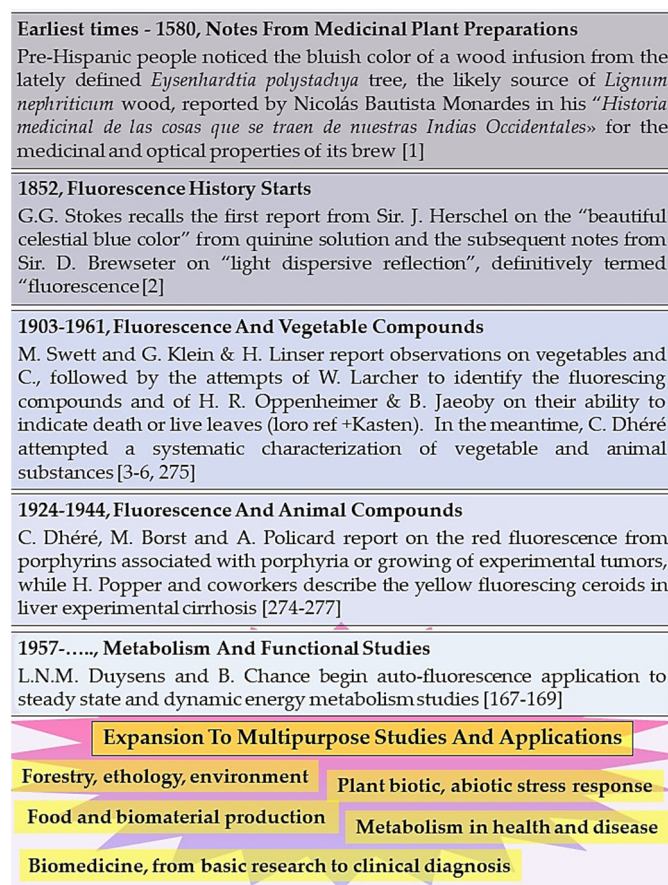 Earliest times - 1580, Notes From Medicinal Plant Preparations
Pre-Hispanic people noticed the bluish color of a wood infusion from the
lately defined Eysenhardtia polystachya tree, the likely source of Lignum
nephriticum wood, reported by Nicolás Bautista Monardes in his “Historia
medicinal de las cosas que se traen de nuestras Indias Occidentales» for the
medicinal and optical properties of its brew [1]
1852, Fluorescence History Starts
G.G. Stokes recalls the first report from Sir. J. Herschel on the “beautiful
celestial blue color” from quinine solution and the subsequent notes from
Sir. D. Brewseter on “light dispersive reflection”, definitively termed
“fluorescence [2]
1903-1961, Fluorescence And Vegetable Compounds
M. Swett and G. Klein & H. Linser report observations on vegetables and
C., followed by the attempts of W. Larcher to identify the fluorescing
compounds and of H. R. Oppenheimer & B. Jaeoby on their ability to
indicate death or live leaves (loro ref +Kasten). In the meantime, C. Dhéré
attempted a systematic characterization of vegetable and animal
substances [3-6, 275]
1924-1944, Fluorescence And Animal Compounds
C. Dhéré, M. Borst and A. Policard report on the red fluorescence from
porphyrins associated with porphyria or growing of experimental tumors,
while H. Popper and coworkers describe the yellow fluorescing ceroids in
liver experimental cirrhosis [274-277]
1957-….., Metabolism And Functional Studies
L.N.M. Duysens and B. Chance begin auto-fluorescence application to
steady state and dynamic energy metabolism studies [167-169]
Expansion To Multipurpose Studies And Applications
Forestry, ethology, environment
Plant biotic, abiotic stress response
Food and biomaterial production
Metabolism in health and disease
Biomedicine, from basic research to clinical diagnosis